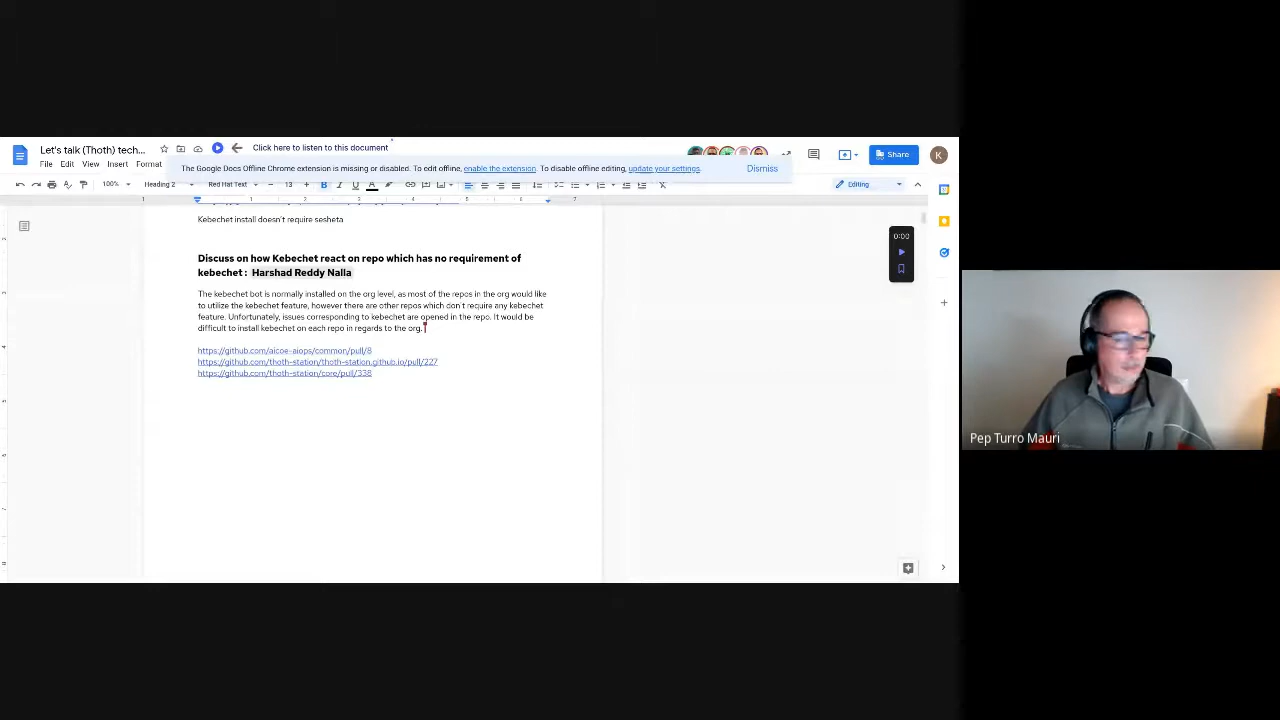 Let's talk (Thoth) tech...
Click here to listen to this document
File Edit View Insert Format
The Google Docs Offline Chrome extension is missing or disabled. To edit offline, enable the extension. To disable offline editing, update your settings.
Dismiss
Share
K
100%
Heading 2
Red Hat Text
13
B I U A
Editing
1 1 2 3 4 5 6 7
Kebechet install doesn't require sesheta
Discuss on how Kebechet react on repo which has no requirement of
kebechet : Harshad Reddy Nalla
The kebechet bot is normally installed on the org level, as most of the repos in the org would like
to utilize the kebechet feature, however there are other repos which don't require any kebechet
feature. Unfortunately, issues corresponding to kebechet are opened in the repo. It would be
difficult to install kebechet on each repo in regards to the org.
https://github.com/aicoe-aiops/common/pull/8
https://github.com/thoth-station/thoth-station.github.io/pull/227
https://github.com/thoth-station/core/pull/338
0:00
Pep Turro Mauri